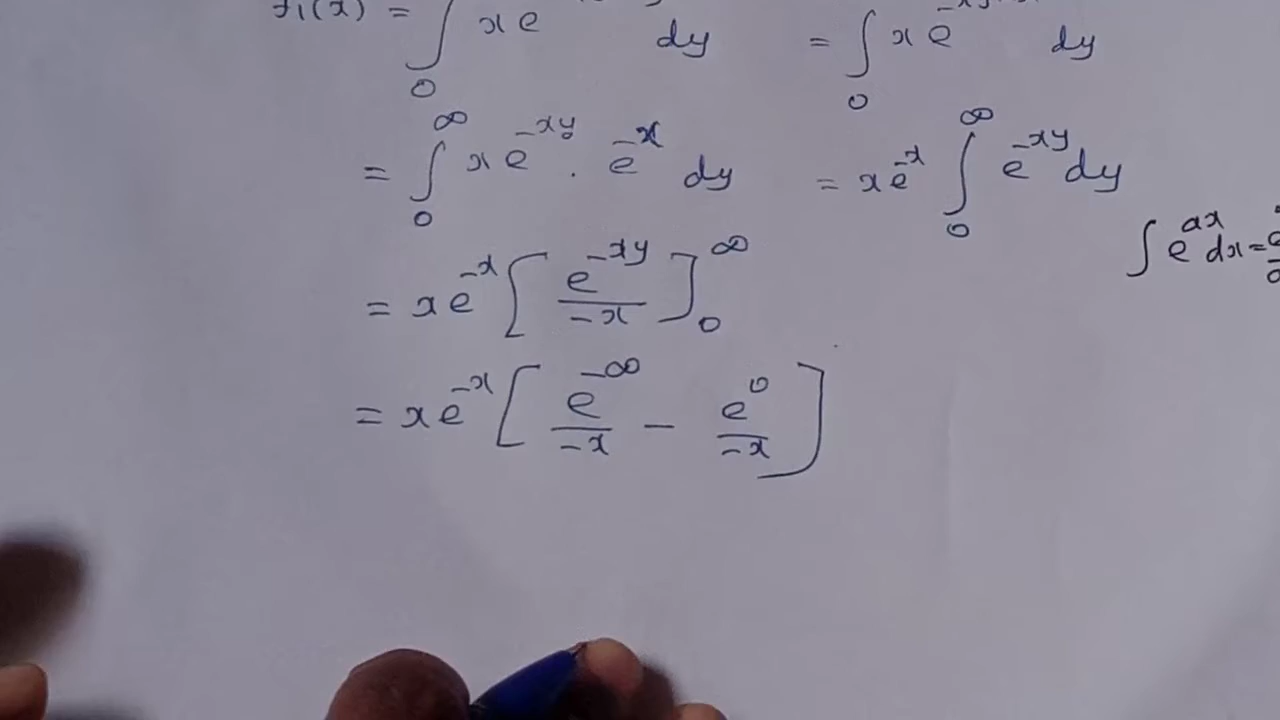 f₁(x) = ∫₀ x e dy = ∫₀ x e dy
= ∫₀^∞ x e^{-xy} . e^{-x} dy = x e^{-x} ∫₀^∞ e^{-xy} dy
∫ e^{ax} dx =
= x e^{-x} [ e^{-xy} / -x ]₀^∞
= x e^{-x} [ e^{-∞} / -x - e^0 / -x ]